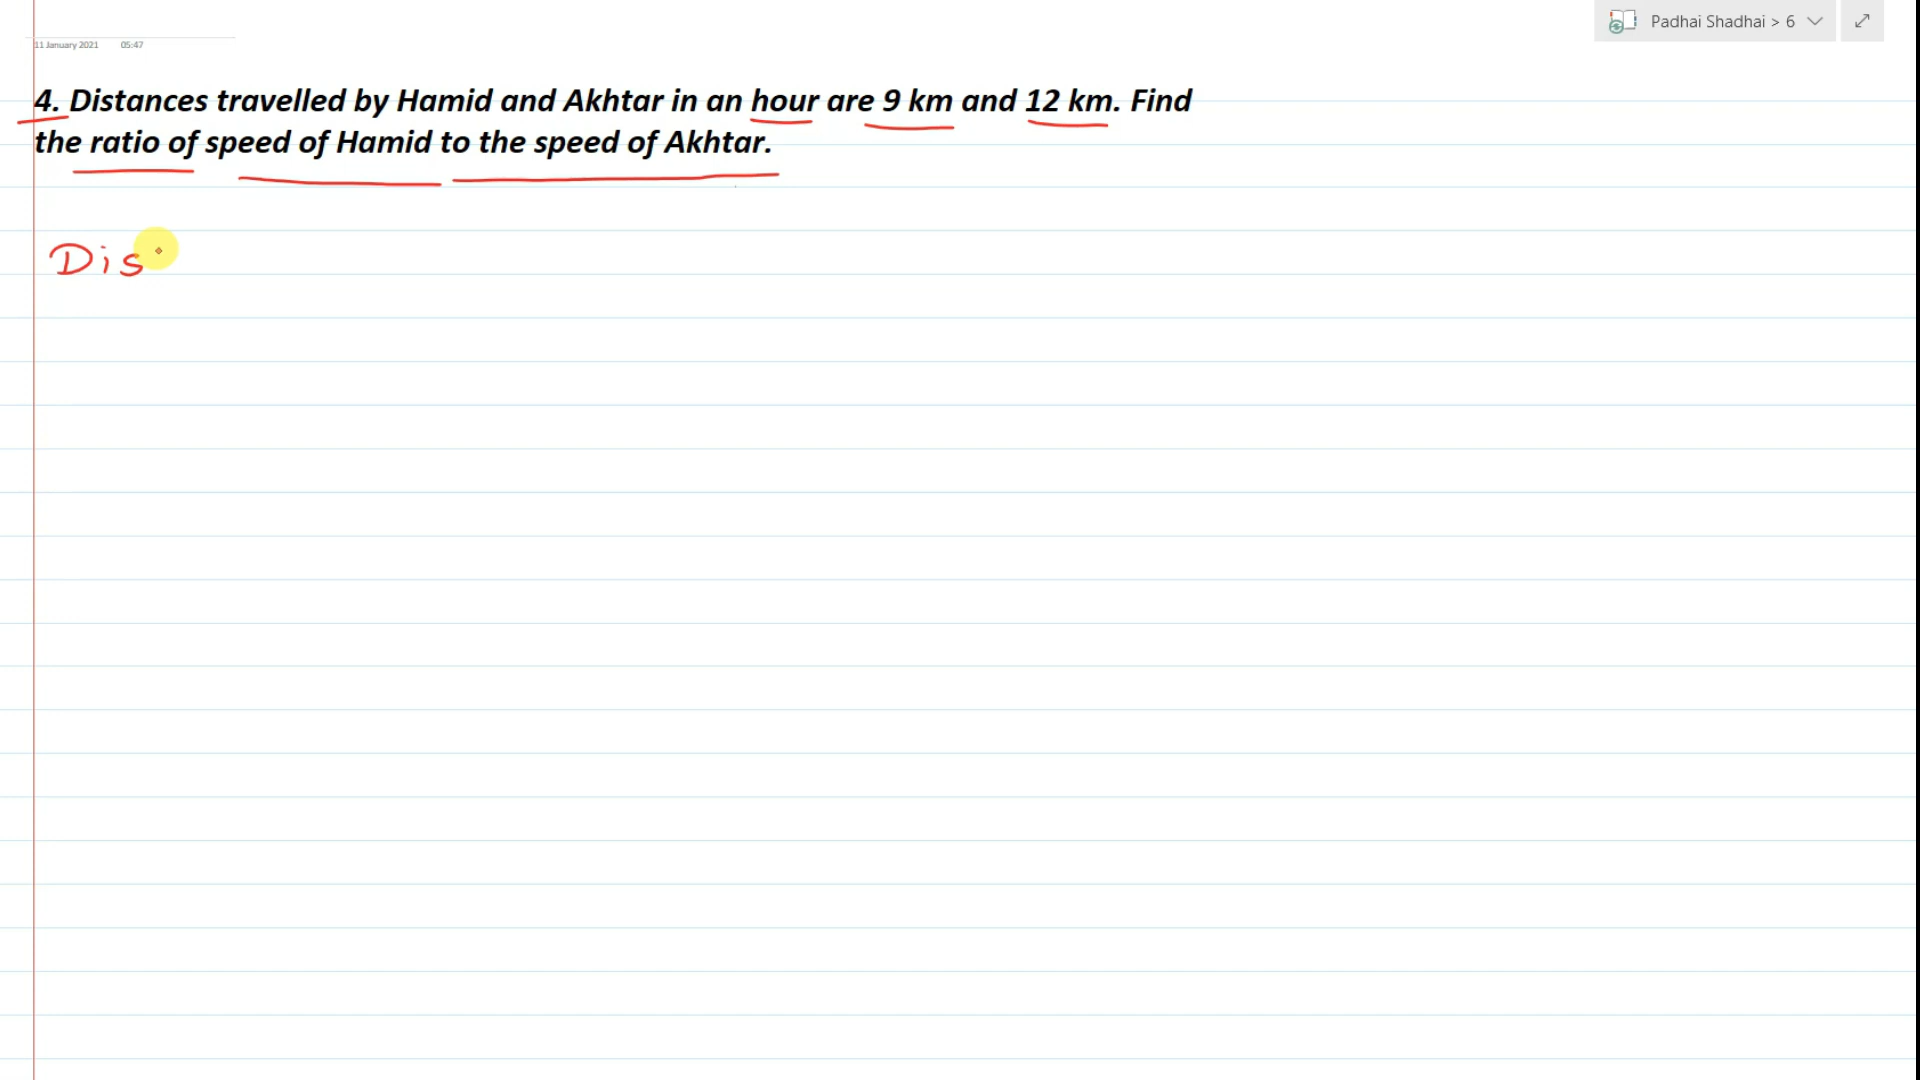 Padhai Shadhai > 6
11 January 2021 05:47
4. Distances travelled by Hamid and Akhtar in an hour are 9 km and 12 km. Find
the ratio of speed of Hamid to the speed of Akhtar.
Dis